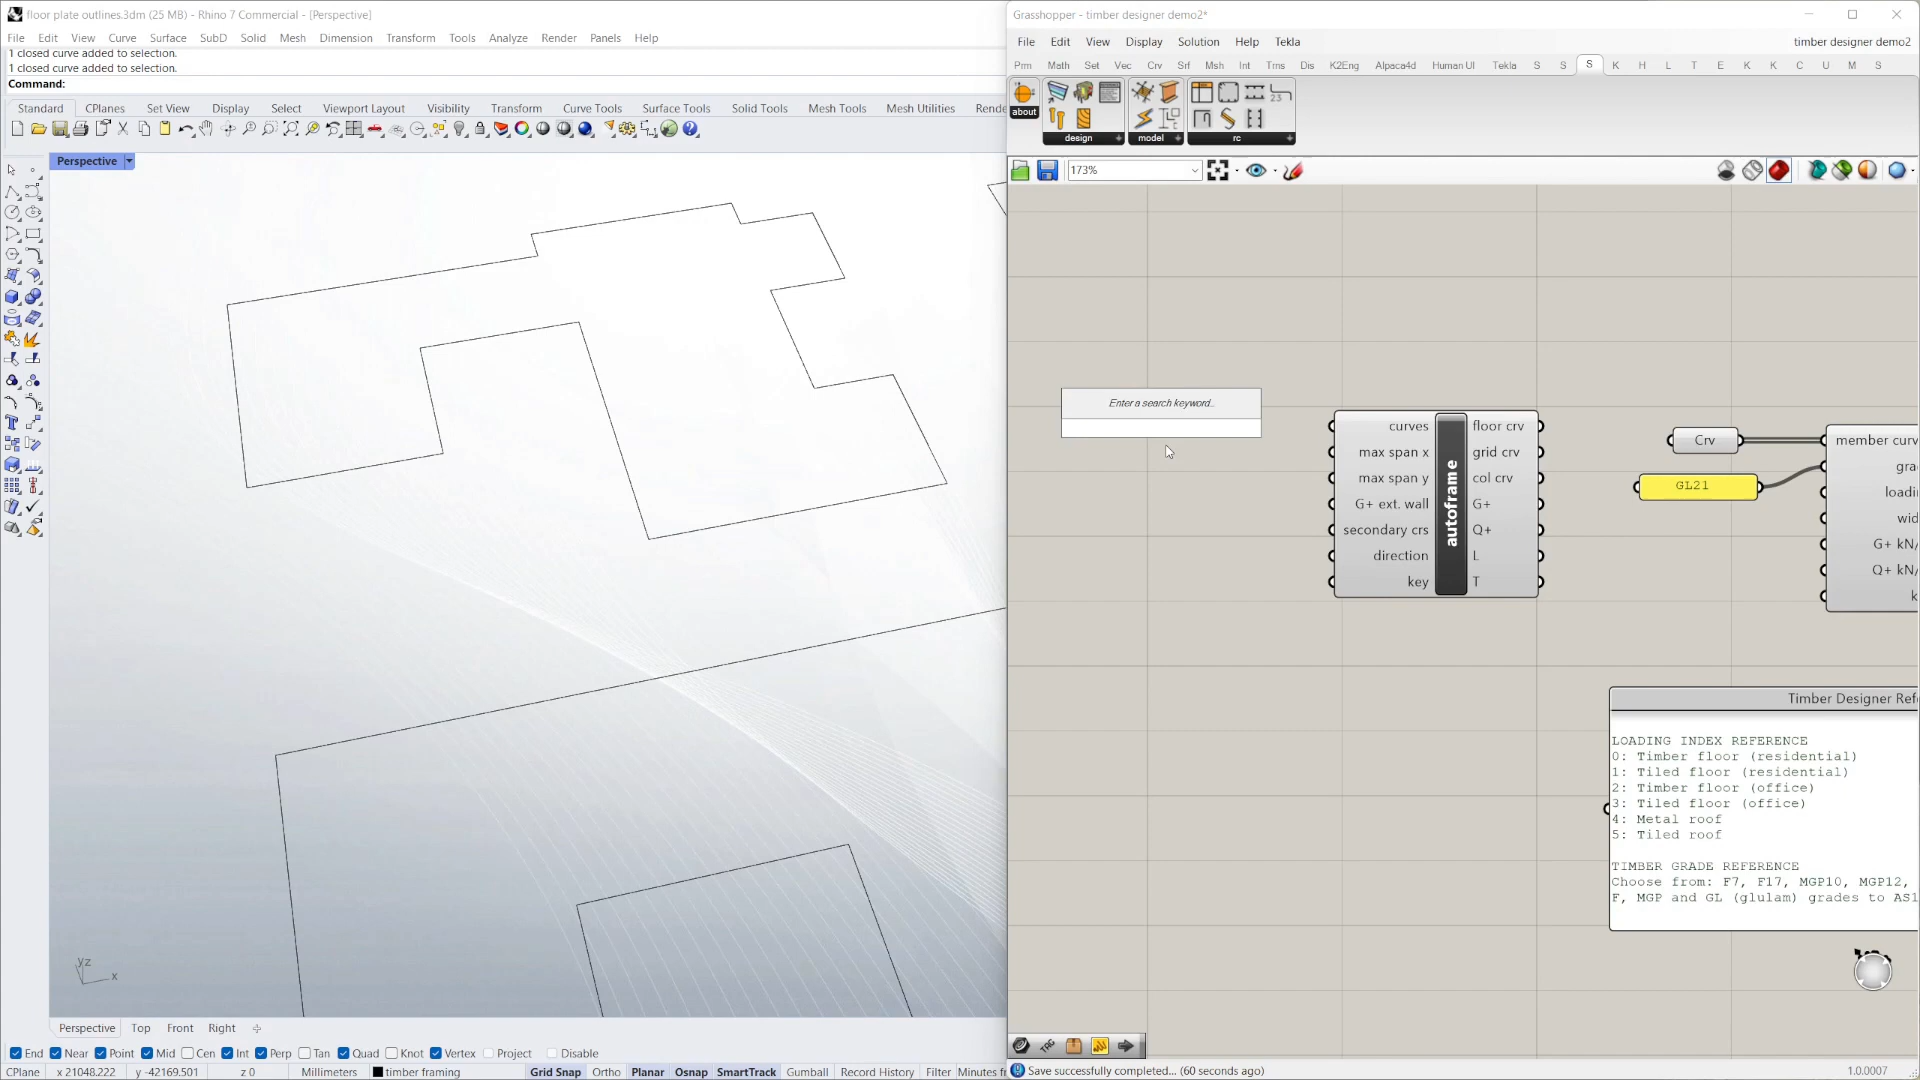 floor plate outlines.3dm (25 MB) - Rhino 7 Commercial - [Perspective]
File Edit View Curve Surface SubD Solid Mesh Dimension Transform Tools Analyze Render Panels Help
1 closed curve added to selection.
1 closed curve added to selection.
Command:
Standard CPlanes Set View Display Select Viewport Layout Visibility Transform Curve Tools Surface Tools Solid Tools Mesh Tools Mesh Utilities
Perspective
yz
x
Perspective Top Front Right
End Near Point Mid Cen Int Perp Tan Quad Knot Vertex Project Disable
CPlane x 21048.222 y -42169.501 z 0 Millimeters timber framing Grid Snap Ortho Planar Osnap SmartTrack Gumball Record History Filter Minutes
Grasshopper - timber designer demo2*
File Edit View Display Solution Help Tekla
timber designer demo2
Prm Math Set Vec Crv Srf Msh Int Trns Dis K2Eng Alpaca4d Human UI Tekla S S S K H L T E K K C U M S
23
about
design
model
rc
173%
Enter a search keyword..
curves
max span x
max span y
G+ ext. wall
secondary crs
direction
key
autoframe
floor crv
grid crv
col crv
G+
Q+
L
T
Crv
GL21
member curv
G+ kN/
Q+ kN/
k
Timber Designer Ref
LOADING INDEX REFERENCE
0: Timber floor (residential)
1: Tiled floor (residential)
2: Timber floor (office)
3: Tiled floor (office)
4: Metal roof
5: Tiled roof
TIMBER GRADE REFERENCE
Choose from: F7, F17, MGP10, MGP12,
F, MGP and GL (glulam) grades to AS1
Save successfully completed... (60 seconds ago)
1.0.0007